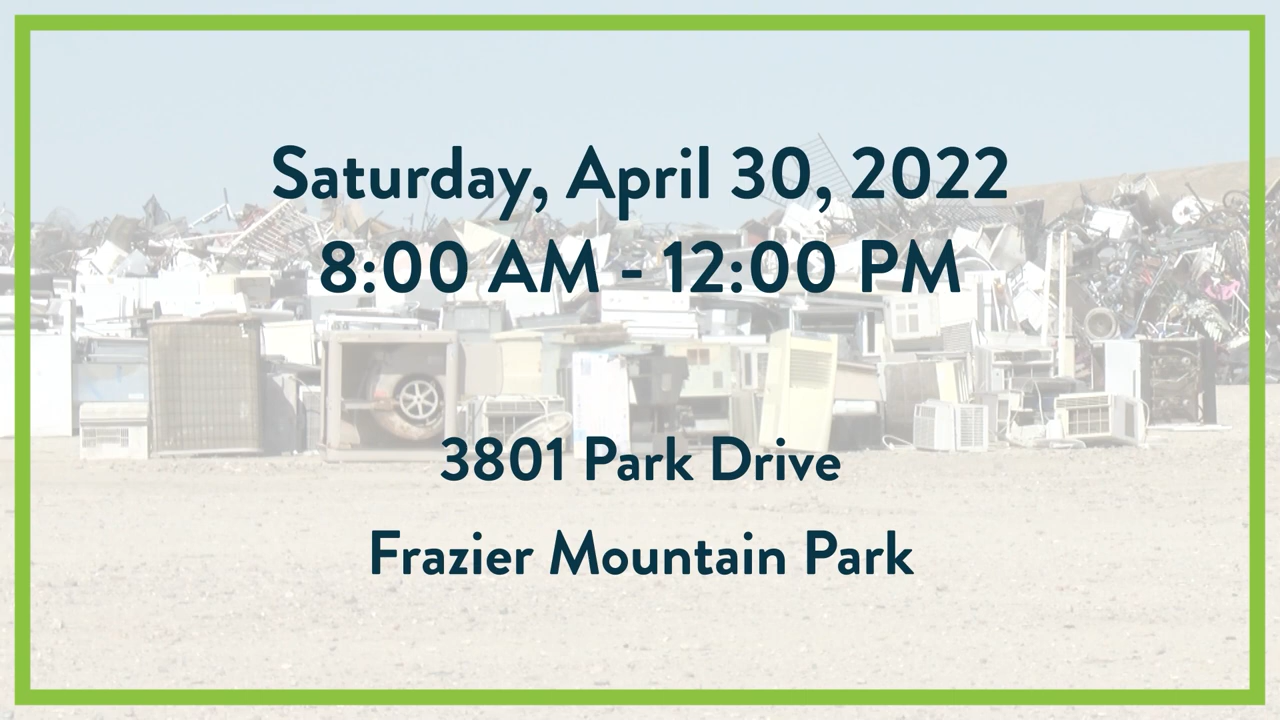 Saturday, April 30, 2022
8:00 AM - 12:00 PM
3801 Park Drive
Frazier Mountain Park